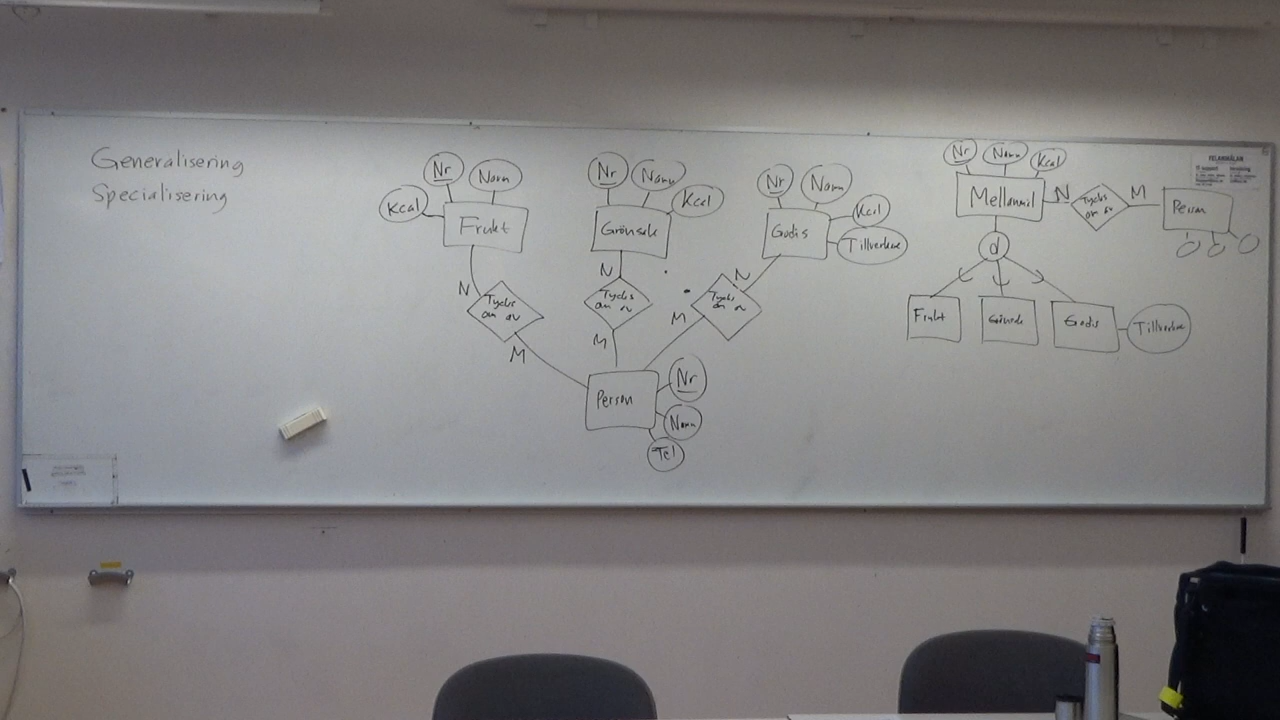 Generalisering
Specialisering
Nr
Namn
Kcal
Frukt
N
Tycks
om av
M
Nr
Namn
Kcal
Grönsak
N
Tycks
om av
M
Nr
Namn
Kcal
Tillverkare
Godis
N
Tycks
om av
M
Person
Nr
Namn
Tel
Nr
Namn
Kcal
Mellanmål
N
Tycks
om av
M
Person
d
Frukt
Grönsak
Godis
Tillverkare
FELANMÄLAN